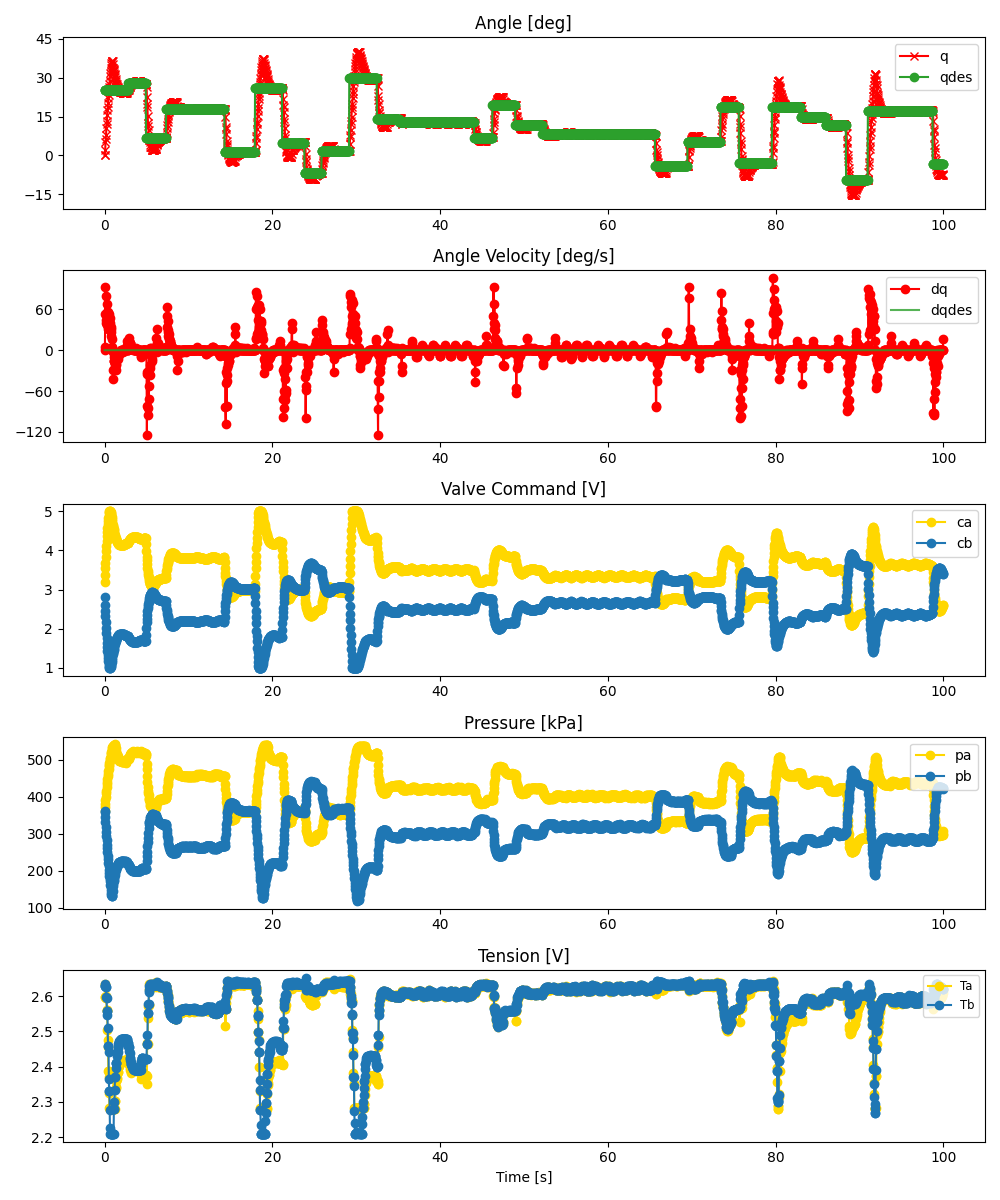 Angle [deg]
45
30
15
0
−15
q
qdes
0 20 40 60 80 100
Angle Velocity [deg/s]
60
0
−60
−120
dq
dqdes
0 20 40 60 80 100
Valve Command [V]
5
4
3
2
1
ca
cb
0 20 40 60 80 100
Pressure [kPa]
500
400
300
200
100
pa
pb
0 20 40 60 80 100
Tension [V]
2.6
2.5
2.4
2.3
2.2
Ta
Tb
0 20 40 60 80 100
Time [s]